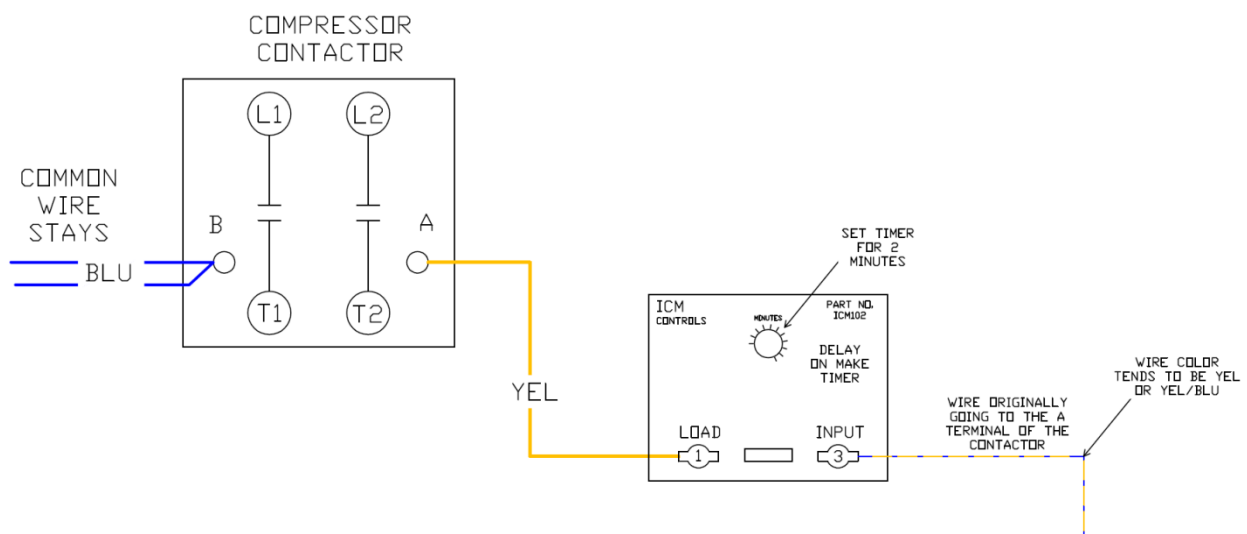 COMPRESSOR
CONTACTOR
L1
L2
COMMON
WIRE
STAYS
B
A
BLU
T1
T2
YEL
SET TIMER
FOR 2
MINUTES
ICM
CONTROLS
MINUTES
PART NO.
ICM102
DELAY
ON MAKE
TIMER
LOAD
INPUT
1
3
WIRE ORIGINALLY
GOING TO THE A
TERMINAL OF THE
CONTACTOR
WIRE COLOR
TENDS TO BE YEL
OR YEL/BLU